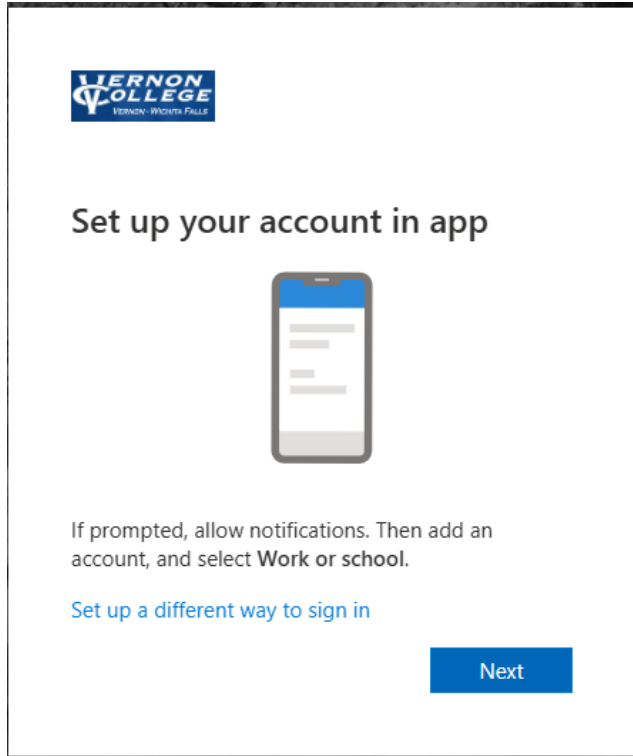 VERNON
COLLEGE
VERNON - WICHITA FALLS
Set up your account in app
If prompted, allow notifications. Then add an
account, and select Work or school.
Set up a different way to sign in
Next